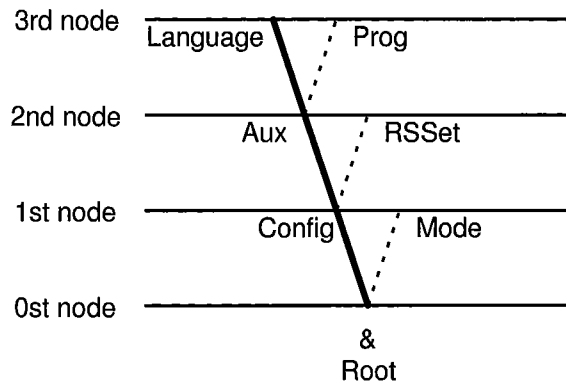 3rd node
Language Prog
2nd node
Aux RSSet
1st node
Config Mode
0st node
&
Root